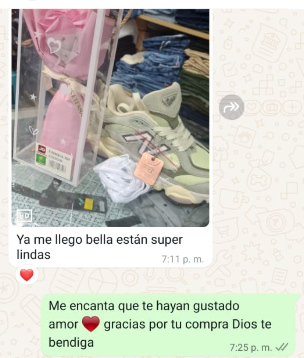 Ya me llego bella están super
lindas
7:11 p. m.
Me encanta que te hayan gustado
amor ❤️ gracias por tu compra Dios te
bendiga
7:25 p. m.